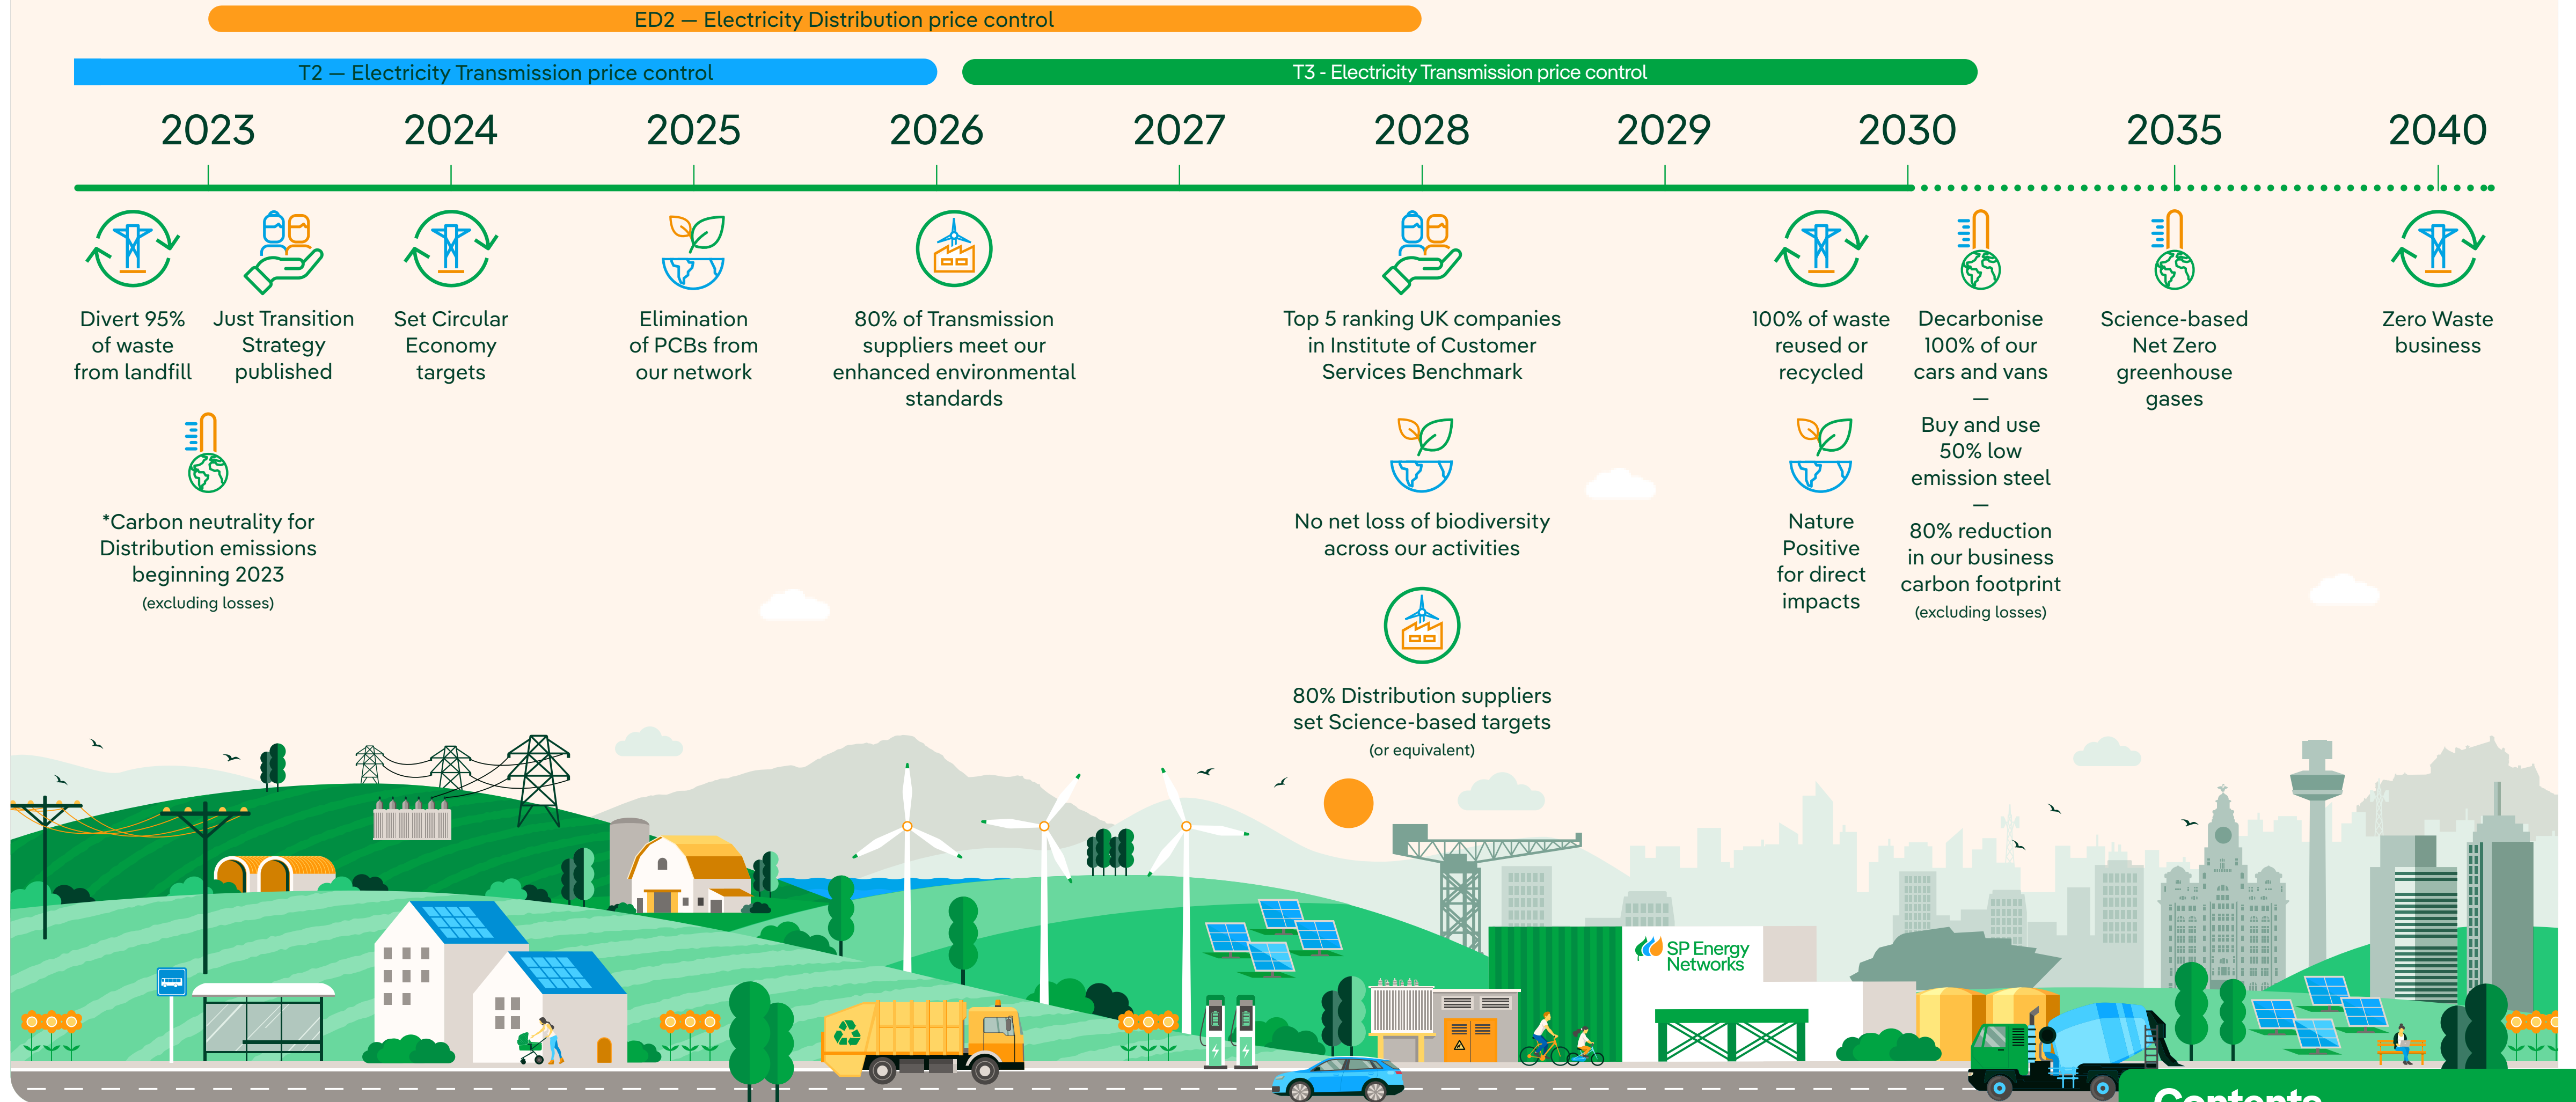 ED2 — Electricity Distribution price control
T2 — Electricity Transmission price control
T3 - Electricity Transmission price control
2023
2024
2025
2026
2027
2028
2029
2030
2035
2040
Divert 95%
of waste
from landfill
Just Transition
Strategy
published
*Carbon neutrality for
Distribution emissions
beginning 2023
(excluding losses)
Set Circular
Economy
targets
Elimination
of PCBs from
our network
80% of Transmission
suppliers meet our
enhanced environmental
standards
Top 5 ranking UK companies
in Institute of Customer
Services Benchmark
No net loss of biodiversity
across our activities
80% Distribution suppliers
set Science-based targets
(or equivalent)
100% of waste
reused or
recycled
Nature
Positive
for direct
impacts
Decarbonise
100% of our
cars and vans
—
Buy and use
50% low
emission steel
—
80% reduction
in our business
carbon footprint
(excluding losses)
Science-based
Net Zero
greenhouse
gases
Zero Waste
business
SP Energy
Networks
Contents